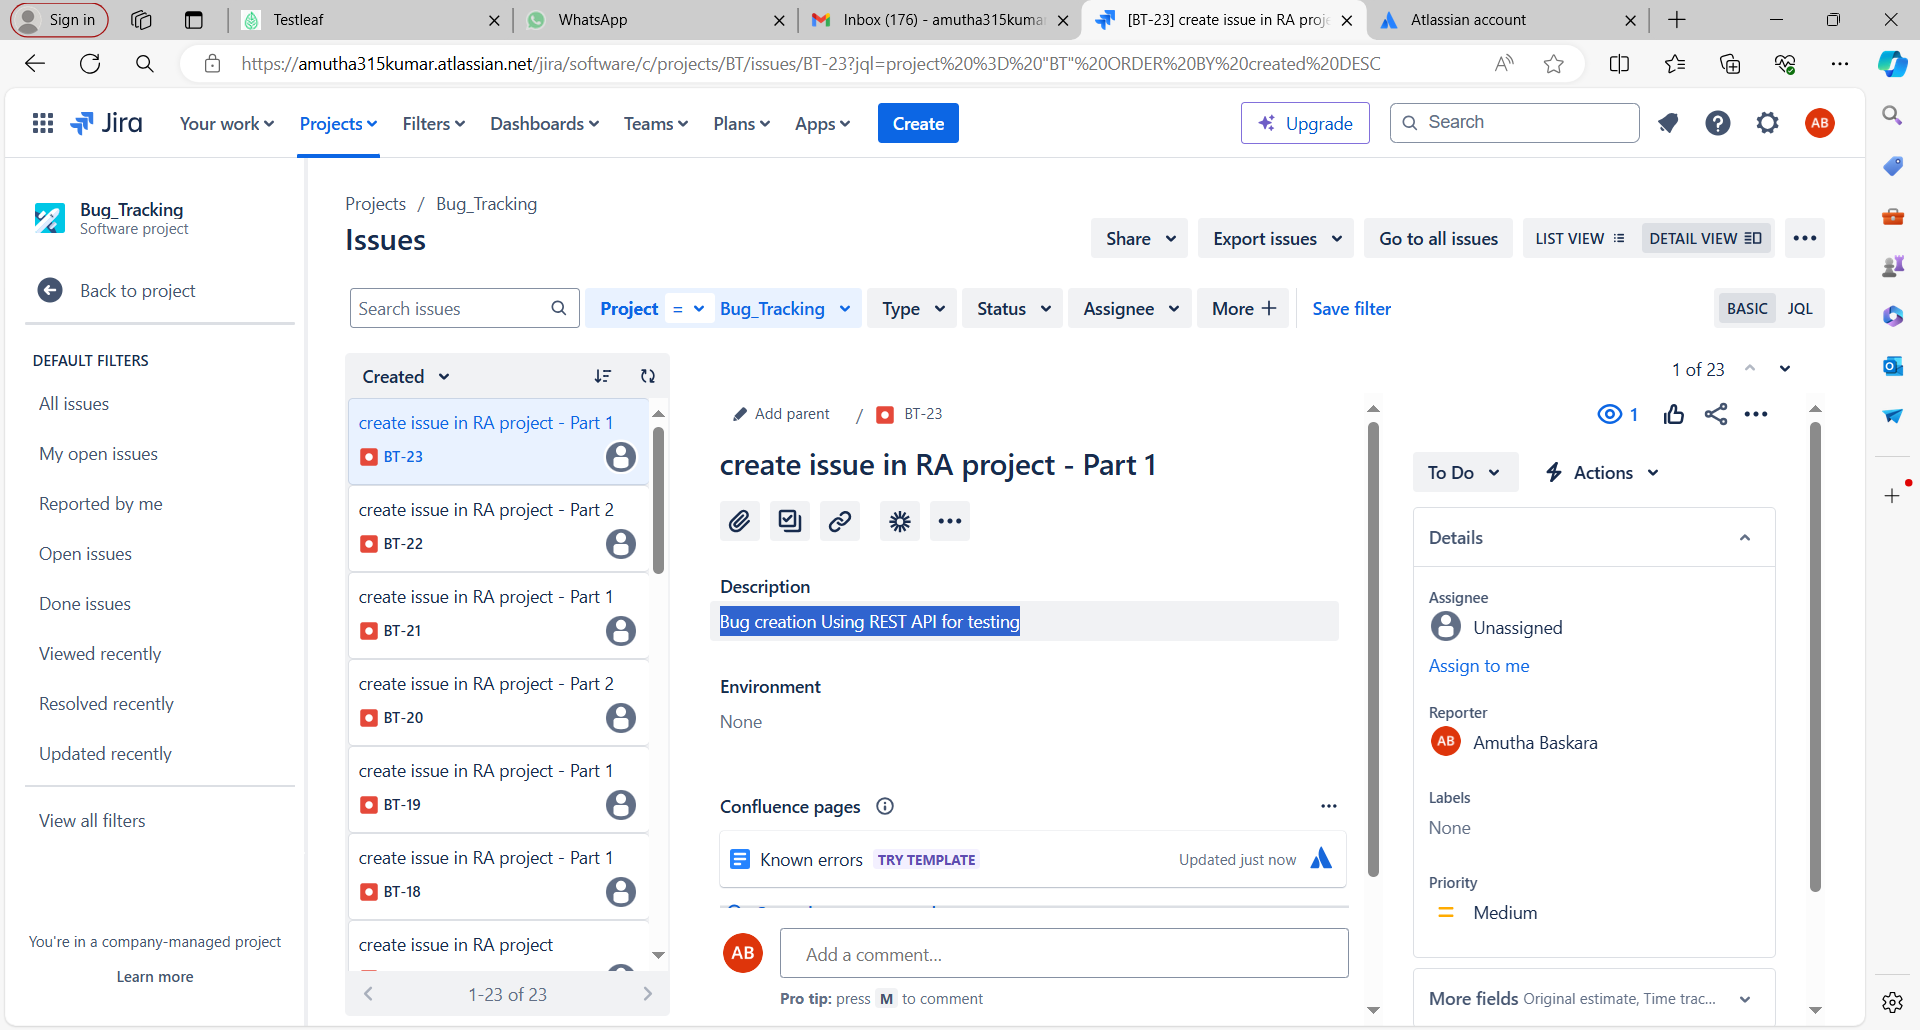 Sign in
Testleaf
WhatsApp
Inbox (176) - amutha315kumar
[BT-23] create issue in RA proje
Atlassian account
https://amutha315kumar.atlassian.net/jira/software/c/projects/BT/issues/BT-23?jql=project%20%3D%20"BT"%20ORDER%20BY%20created%20DESC
Jira
Your work
Projects
Filters
Dashboards
Teams
Plans
Apps
Create
Upgrade
Search
AB
Bug_Tracking
Software project
Back to project
DEFAULT FILTERS
All issues
My open issues
Reported by me
Open issues
Done issues
Viewed recently
Resolved recently
Updated recently
View all filters
You're in a company-managed project
Learn more
Projects / Bug_Tracking
Issues
Share
Export issues
Go to all issues
LIST VIEW
DETAIL VIEW
Search issues
Project = Bug_Tracking
Type
Status
Assignee
More
Save filter
BASIC
JQL
Created
create issue in RA project - Part 1
BT-23
create issue in RA project - Part 2
BT-22
create issue in RA project - Part 1
BT-21
create issue in RA project - Part 2
BT-20
create issue in RA project - Part 1
BT-19
create issue in RA project - Part 1
BT-18
create issue in RA project
1-23 of 23
1 of 23
Add parent / BT-23
1
create issue in RA project - Part 1
Description
Bug creation Using REST API for testing
Environment
None
Confluence pages
Known errors TRY TEMPLATE Updated just now
AB
Add a comment...
Pro tip: press M to comment
To Do
Actions
Details
Assignee
Unassigned
Assign to me
Reporter
AB Amutha Baskara
Labels
None
Priority
Medium
More fields Original estimate, Time trac...